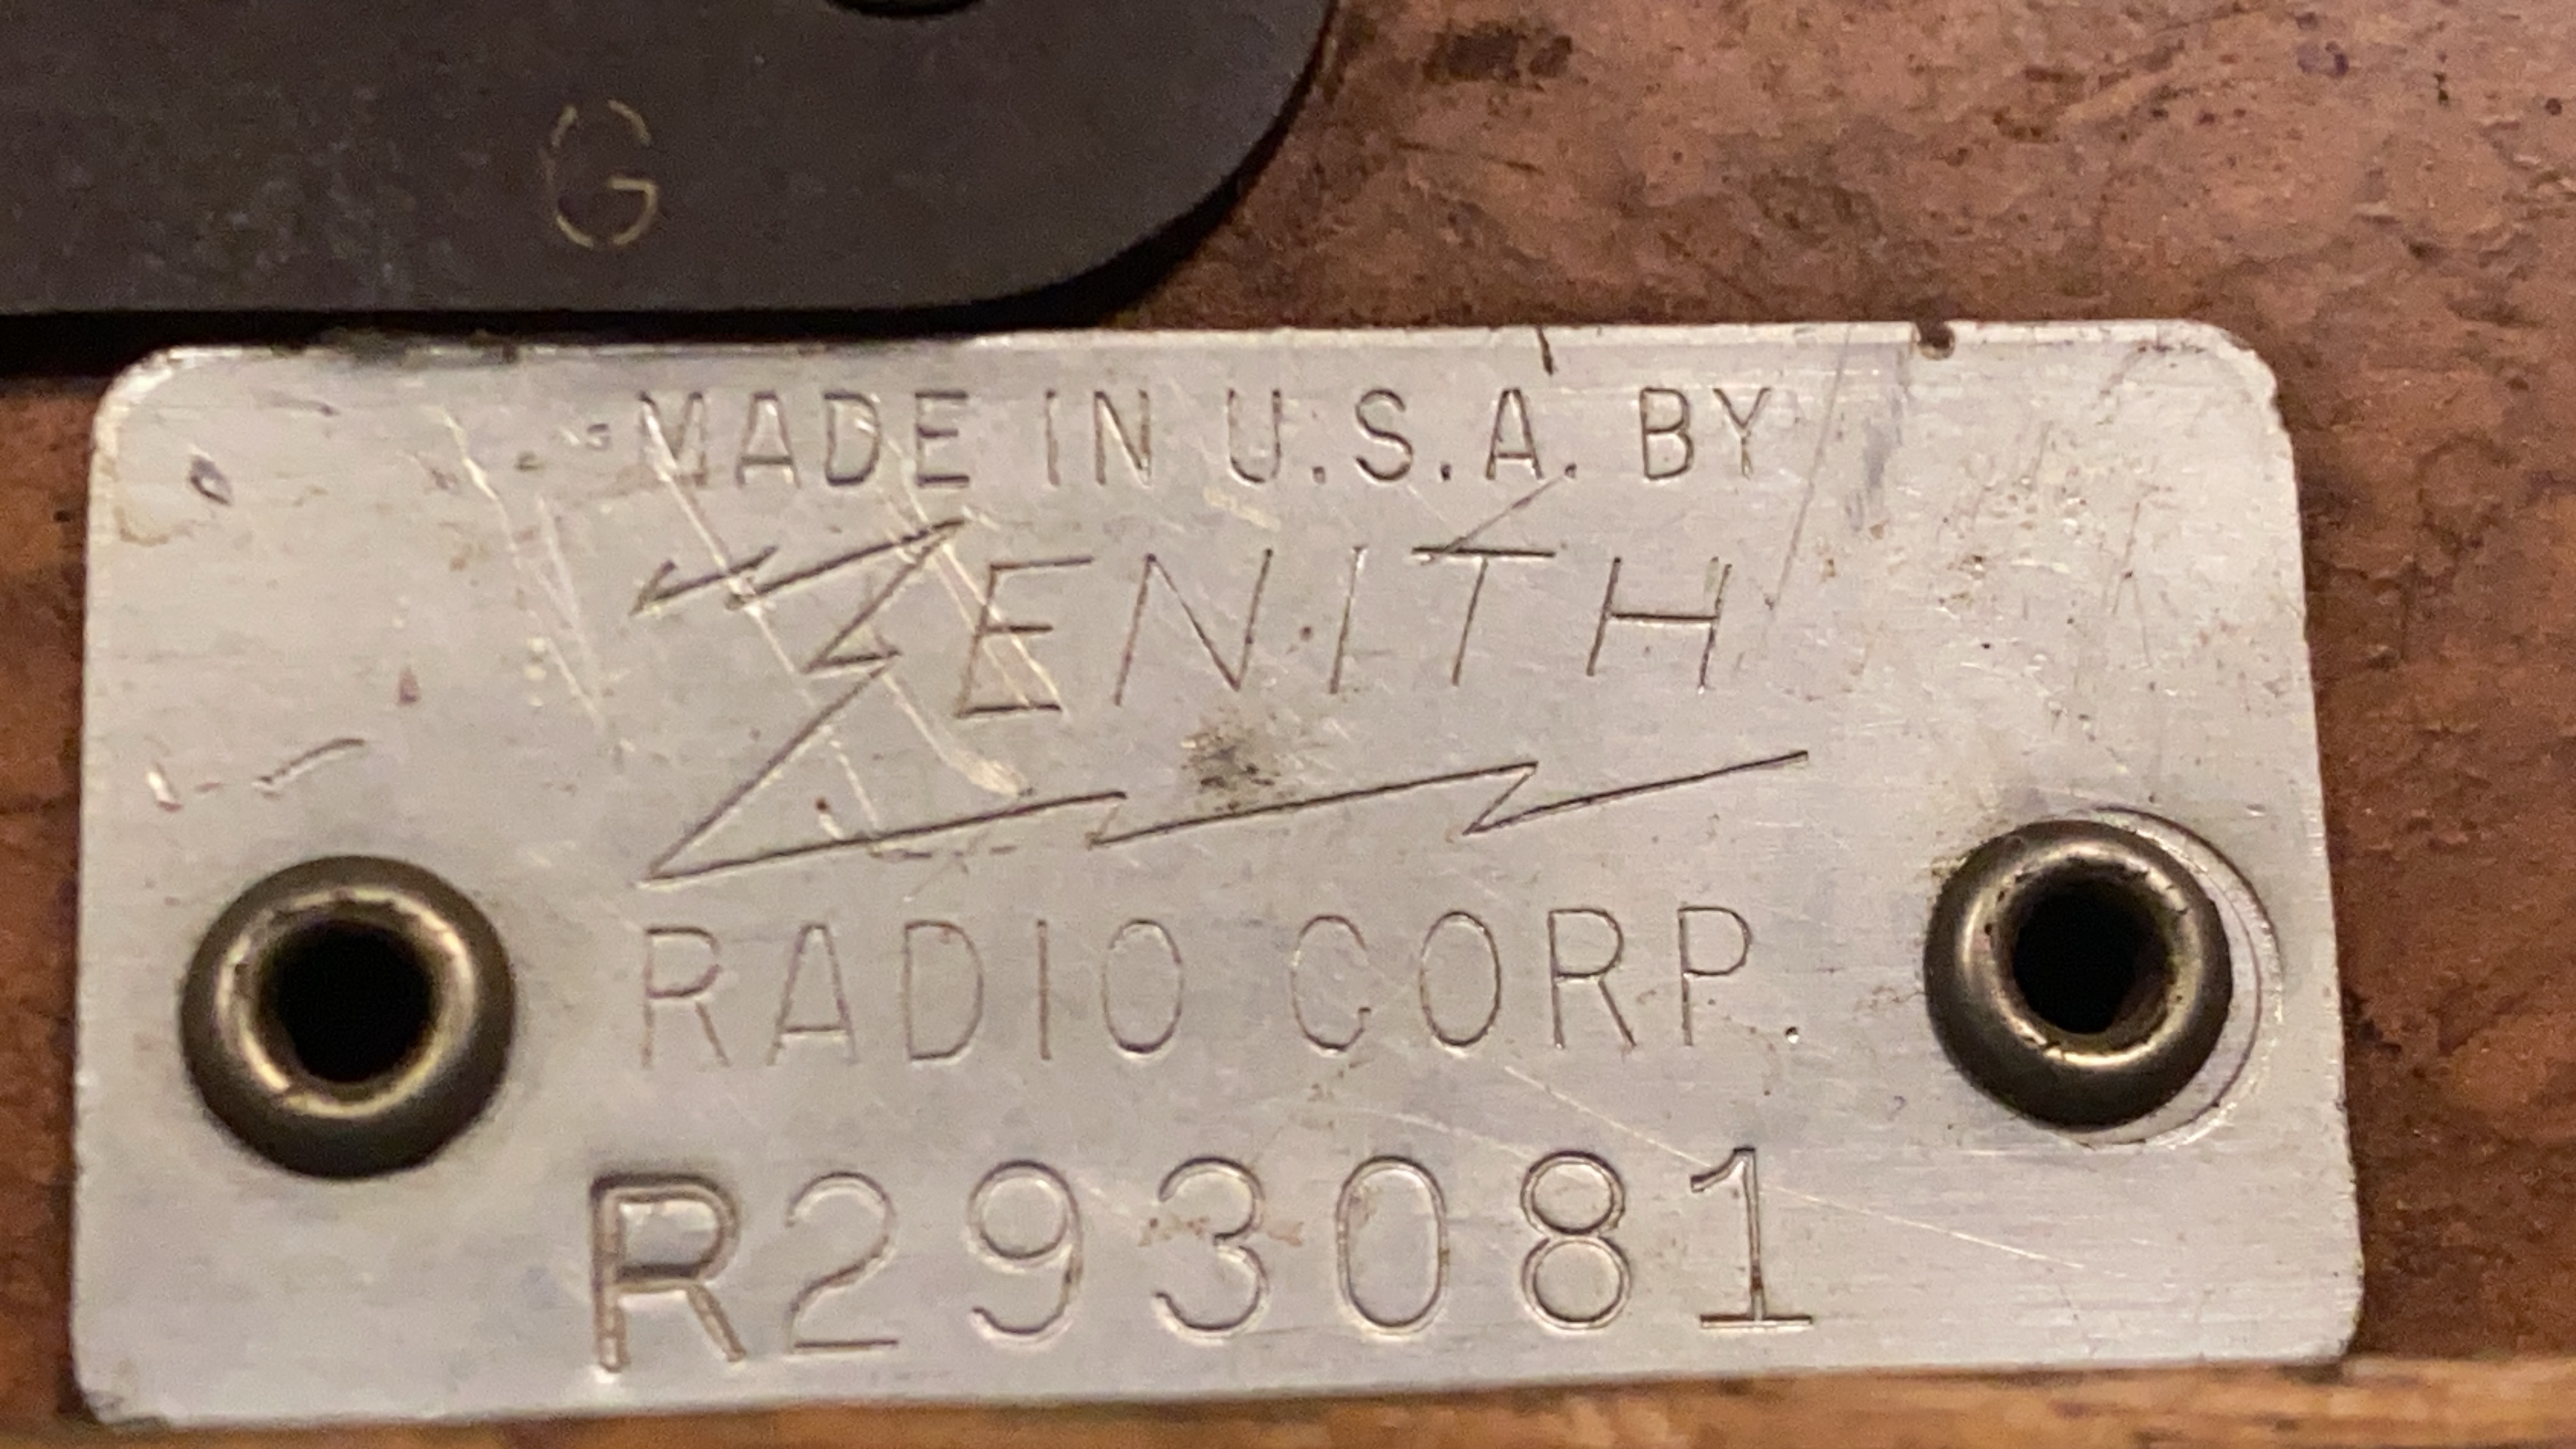 G
MADE IN U.S.A. BY
ZENITH
RADIO CORP.
R293081